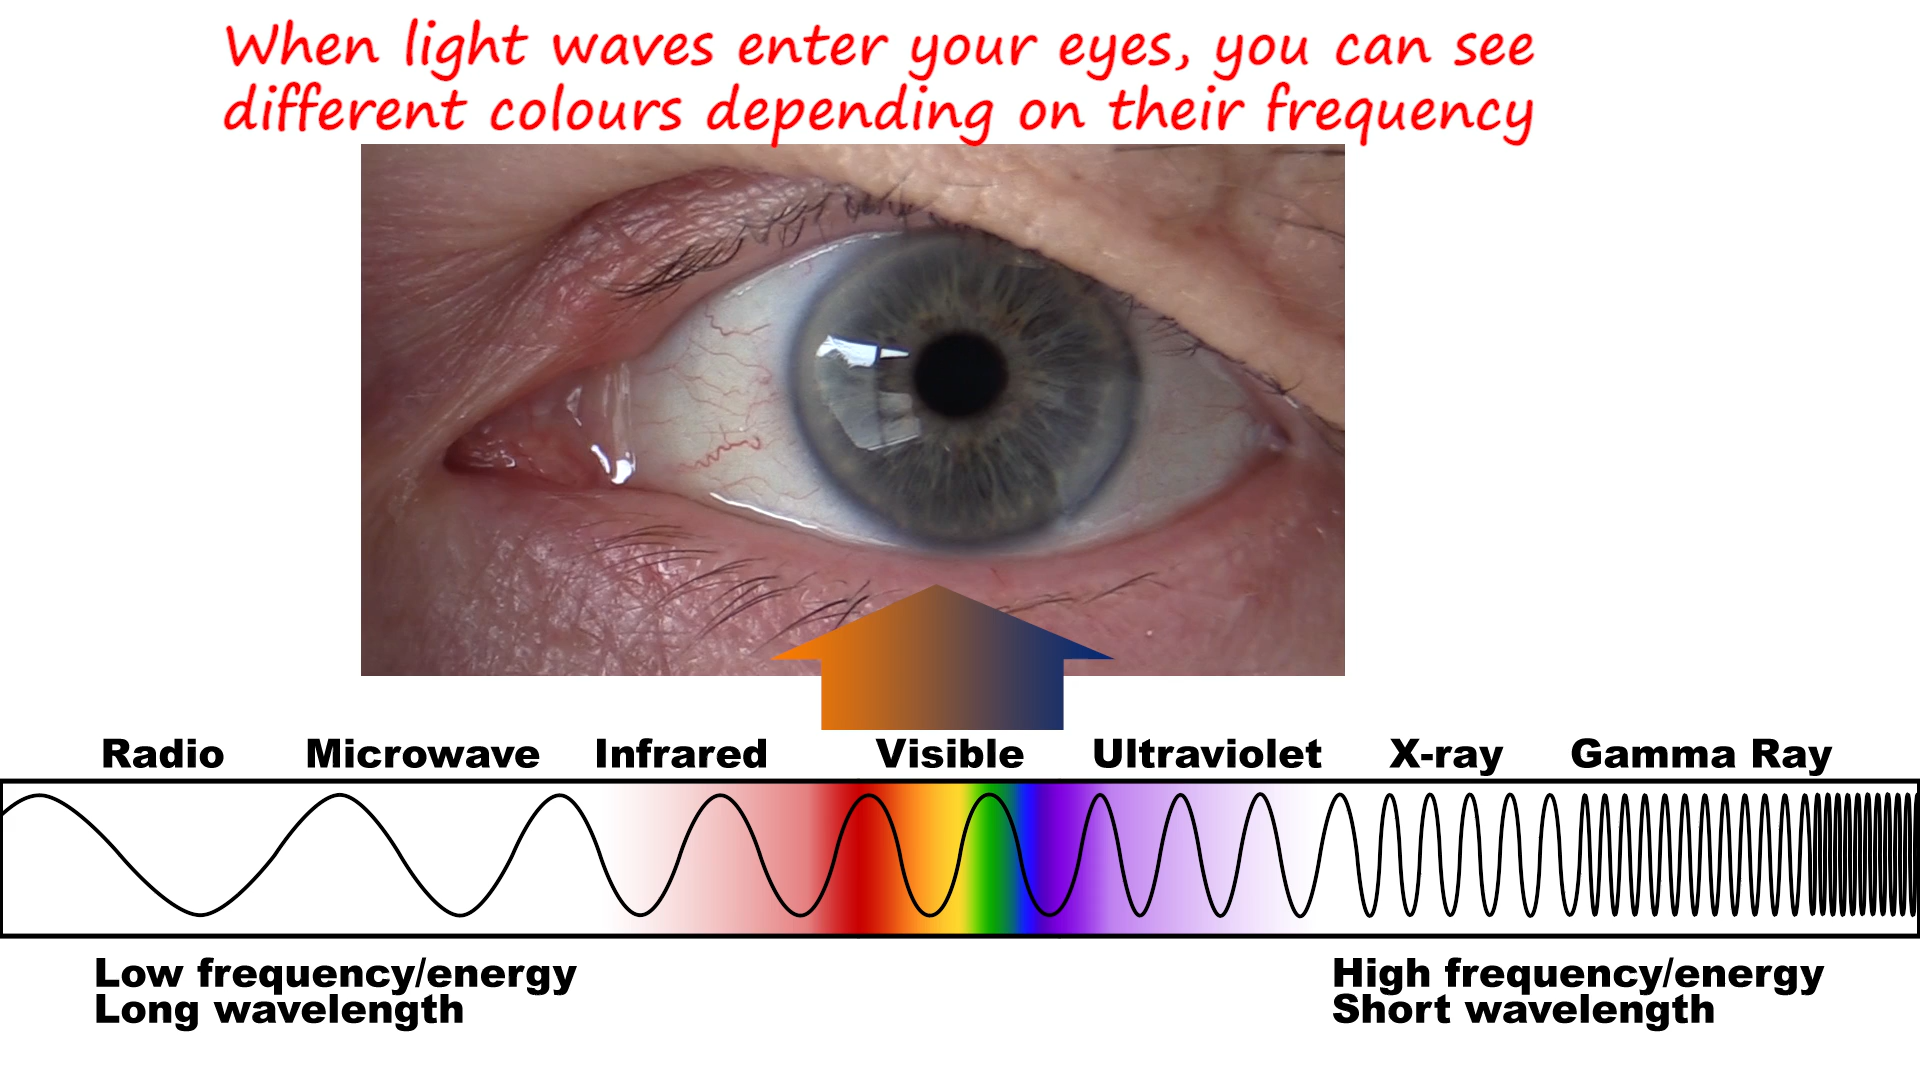 When light waves enter your eyes, you can see
different colours depending on their frequency
Radio Microwave Infrared Visible Ultraviolet X-ray Gamma Ray
Low frequency/energy
Long wavelength
High frequency/energy
Short wavelength